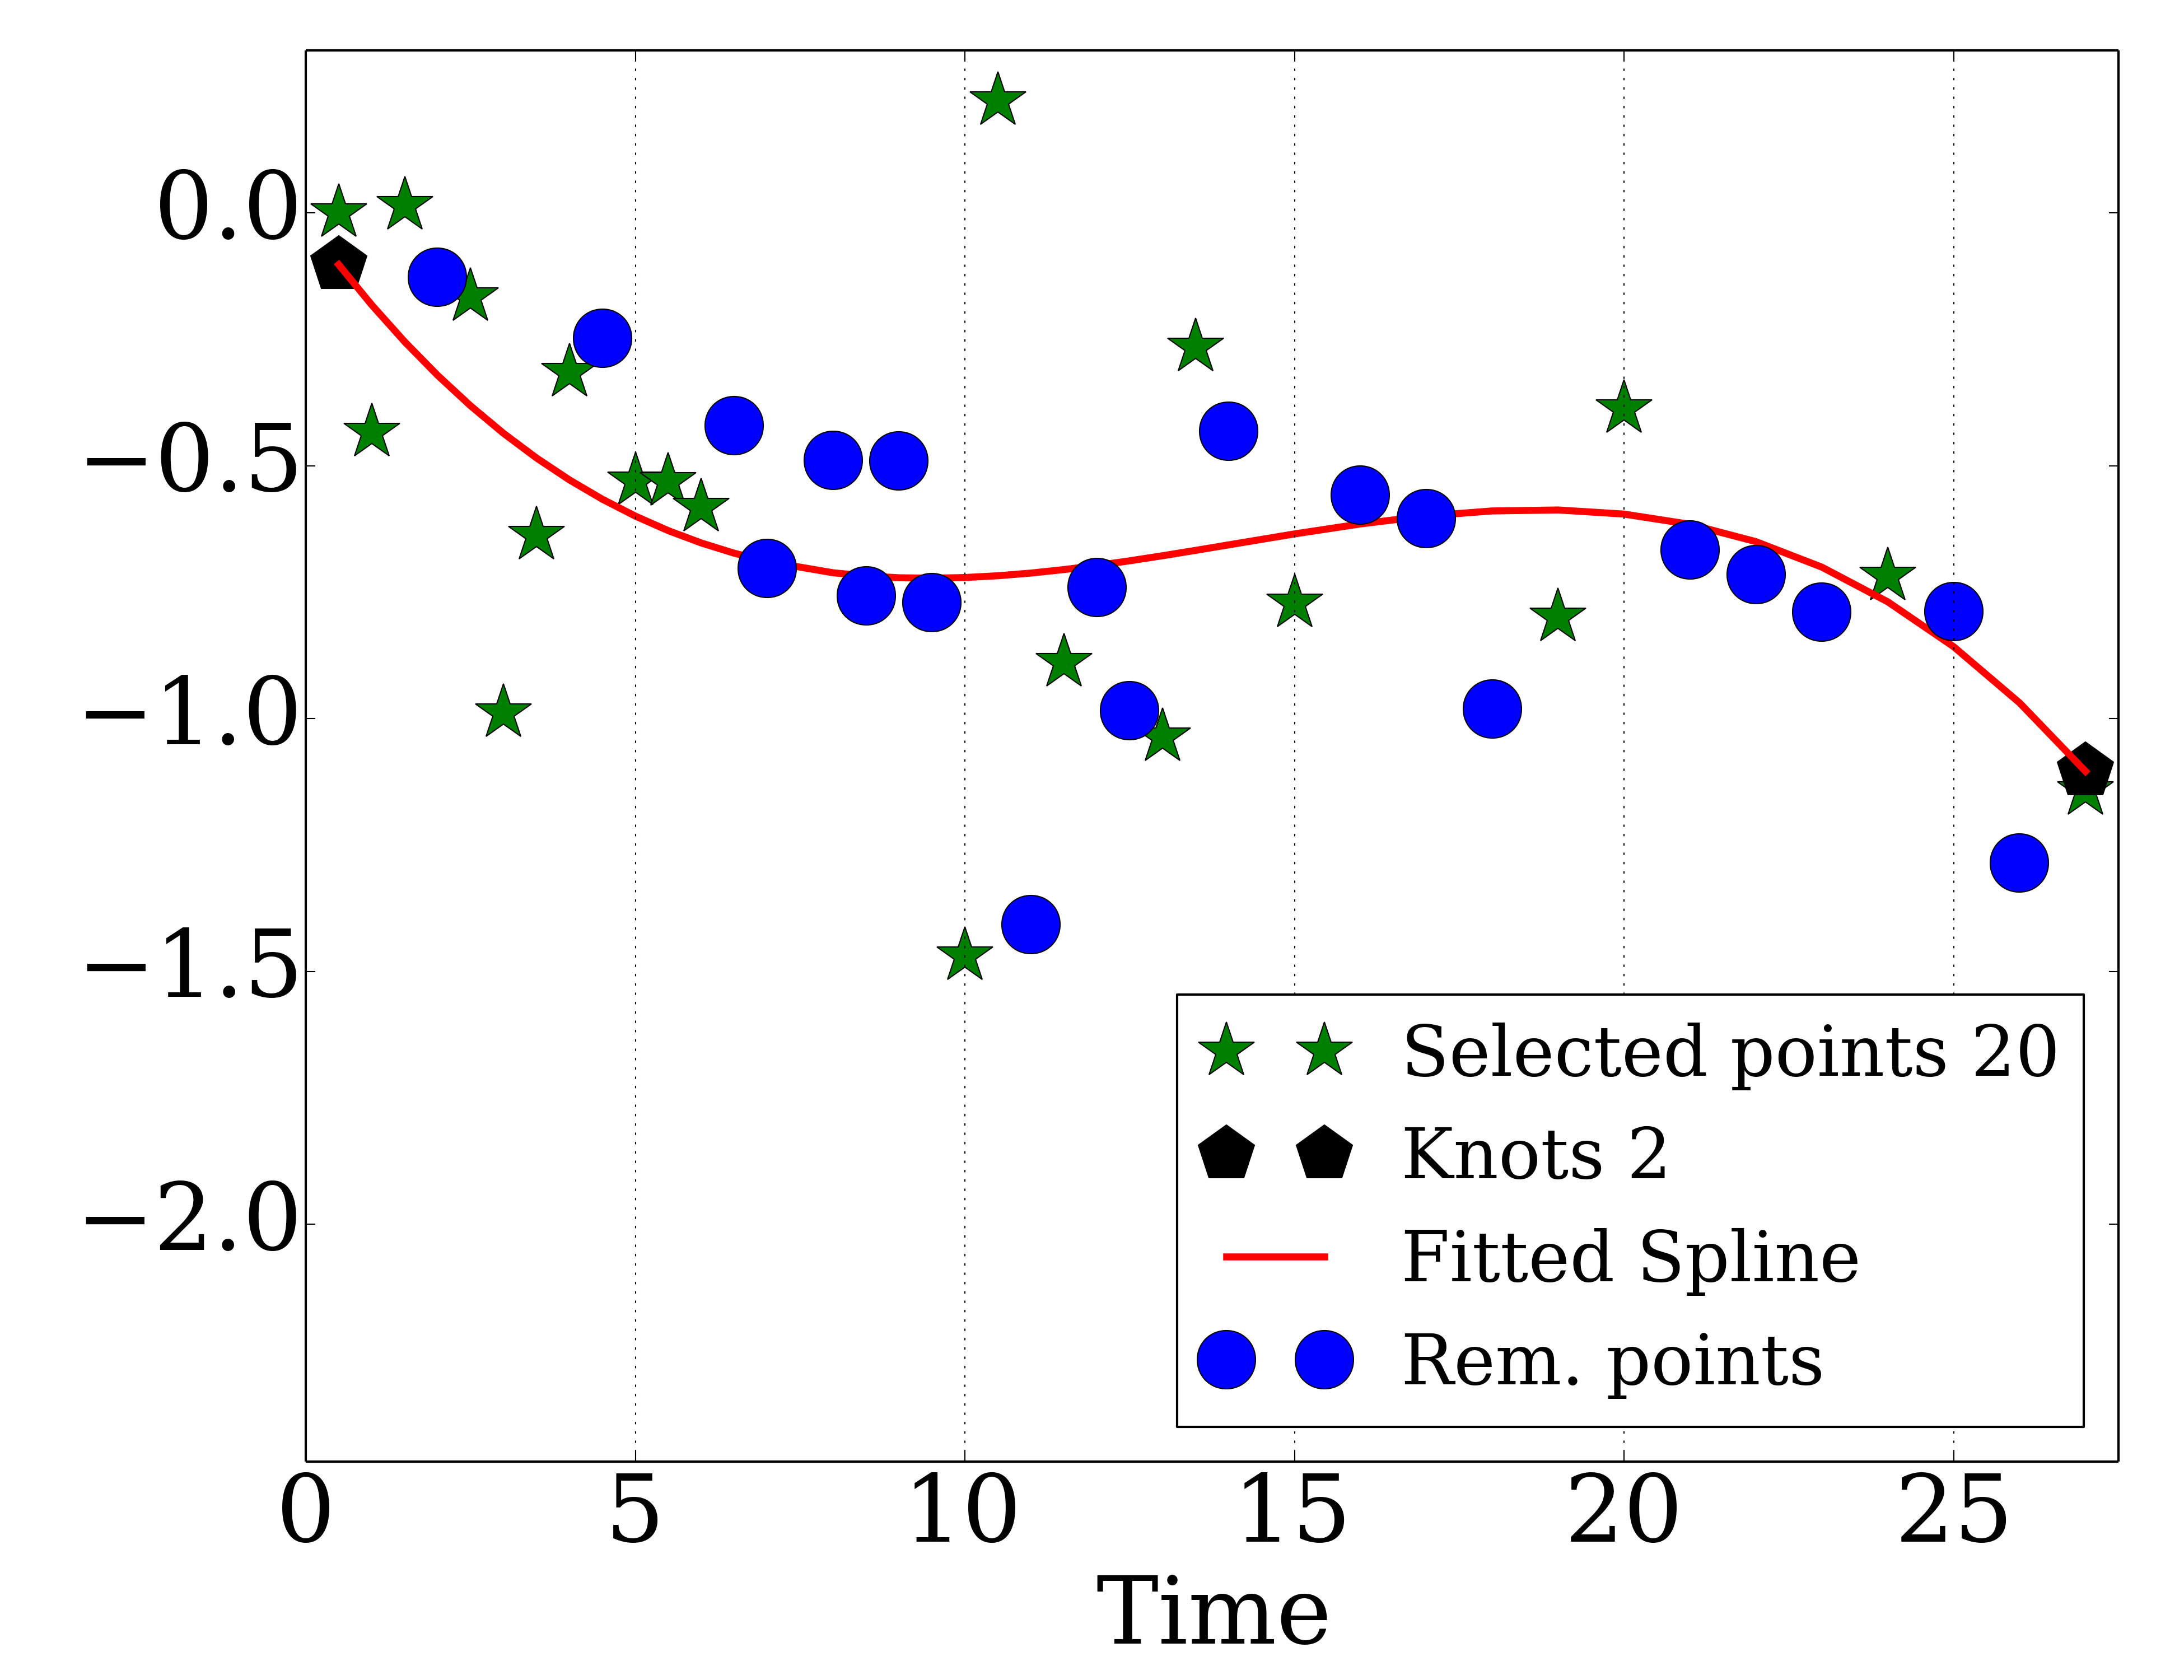 0.0
−0.5
−1.0
−1.5
−2.0
Selected points 20
Knots 2
Fitted Spline
Rem. points
0 5 10 15 20 25
Time